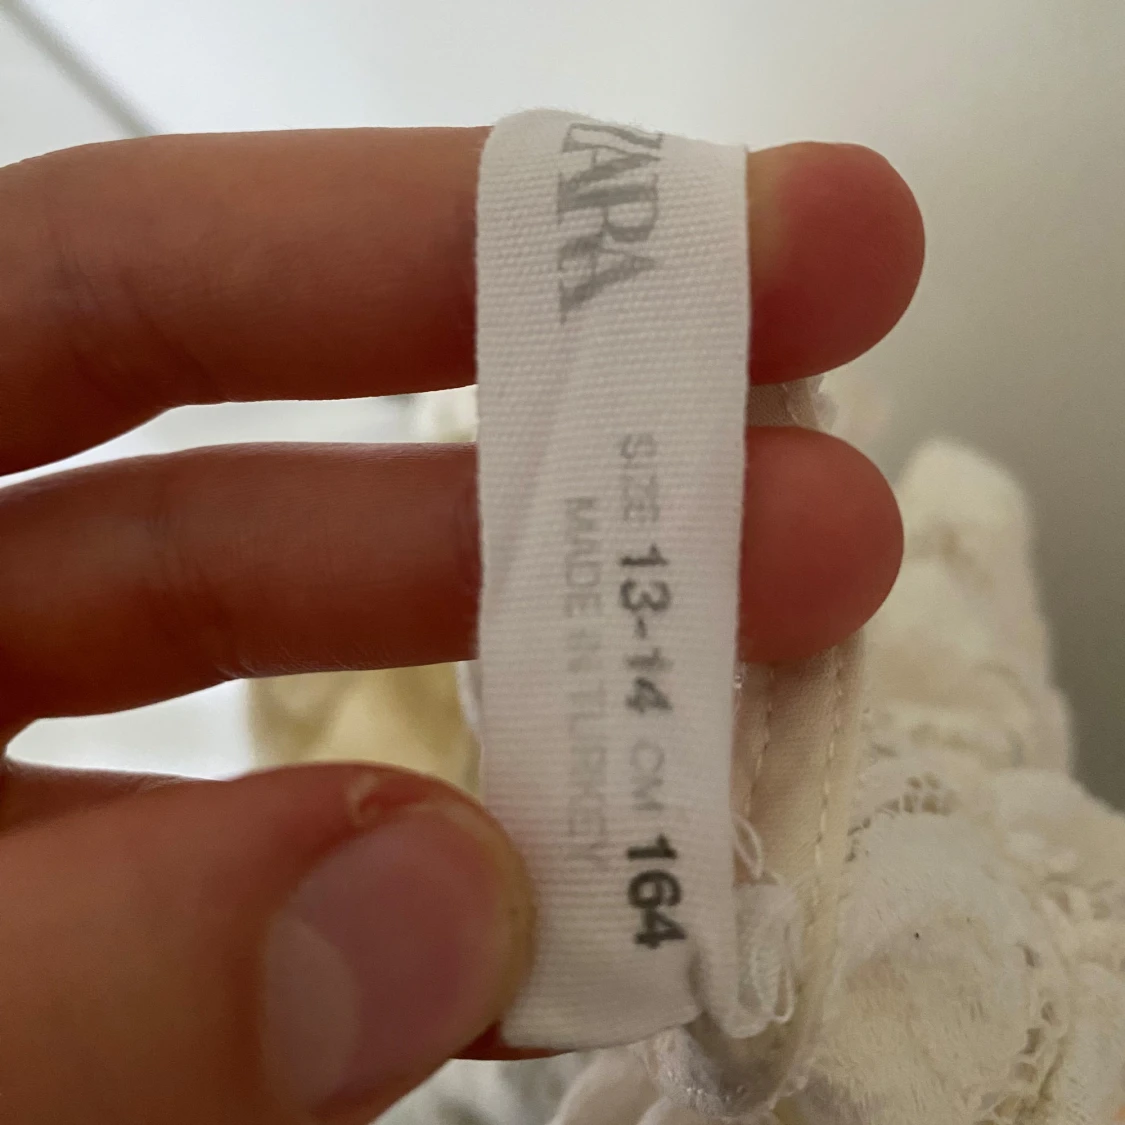 ZARA
SIZE 13-14 CM 164
MADE IN TURKEY